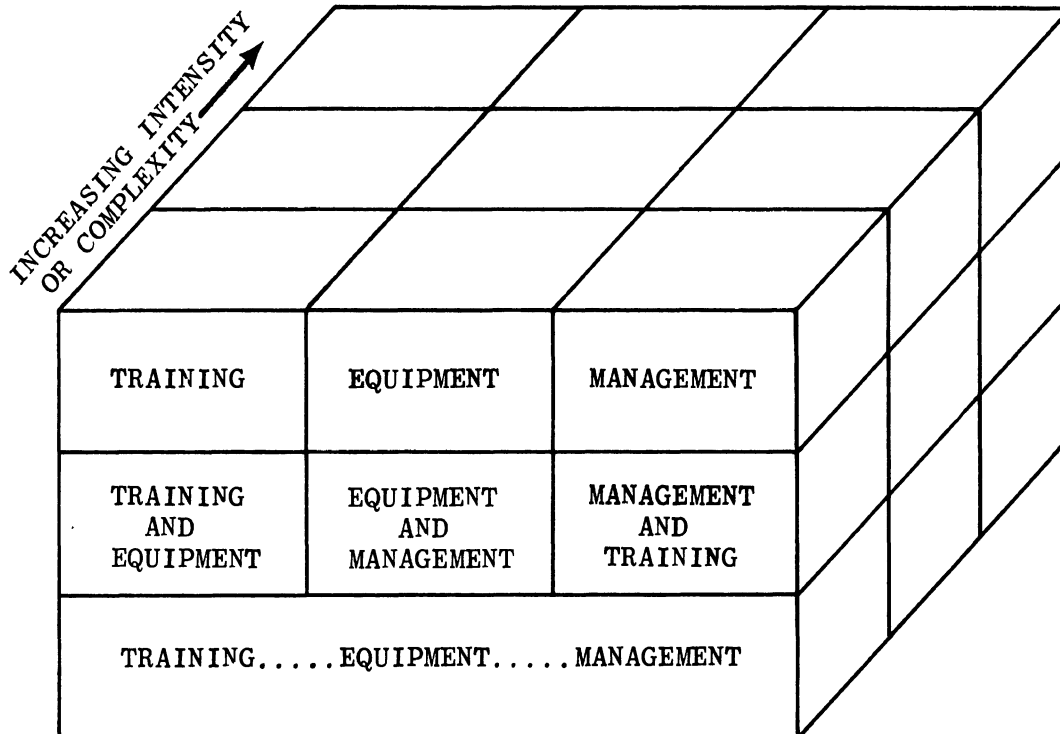 INCREASING INTENSITY
OR COMPLEXITY
TRAINING
EQUIPMENT
MANAGEMENT
TRAINING
AND
EQUIPMENT
EQUIPMENT
AND
MANAGEMENT
MANAGEMENT
AND
TRAINING
TRAINING.....EQUIPMENT.....MANAGEMENT